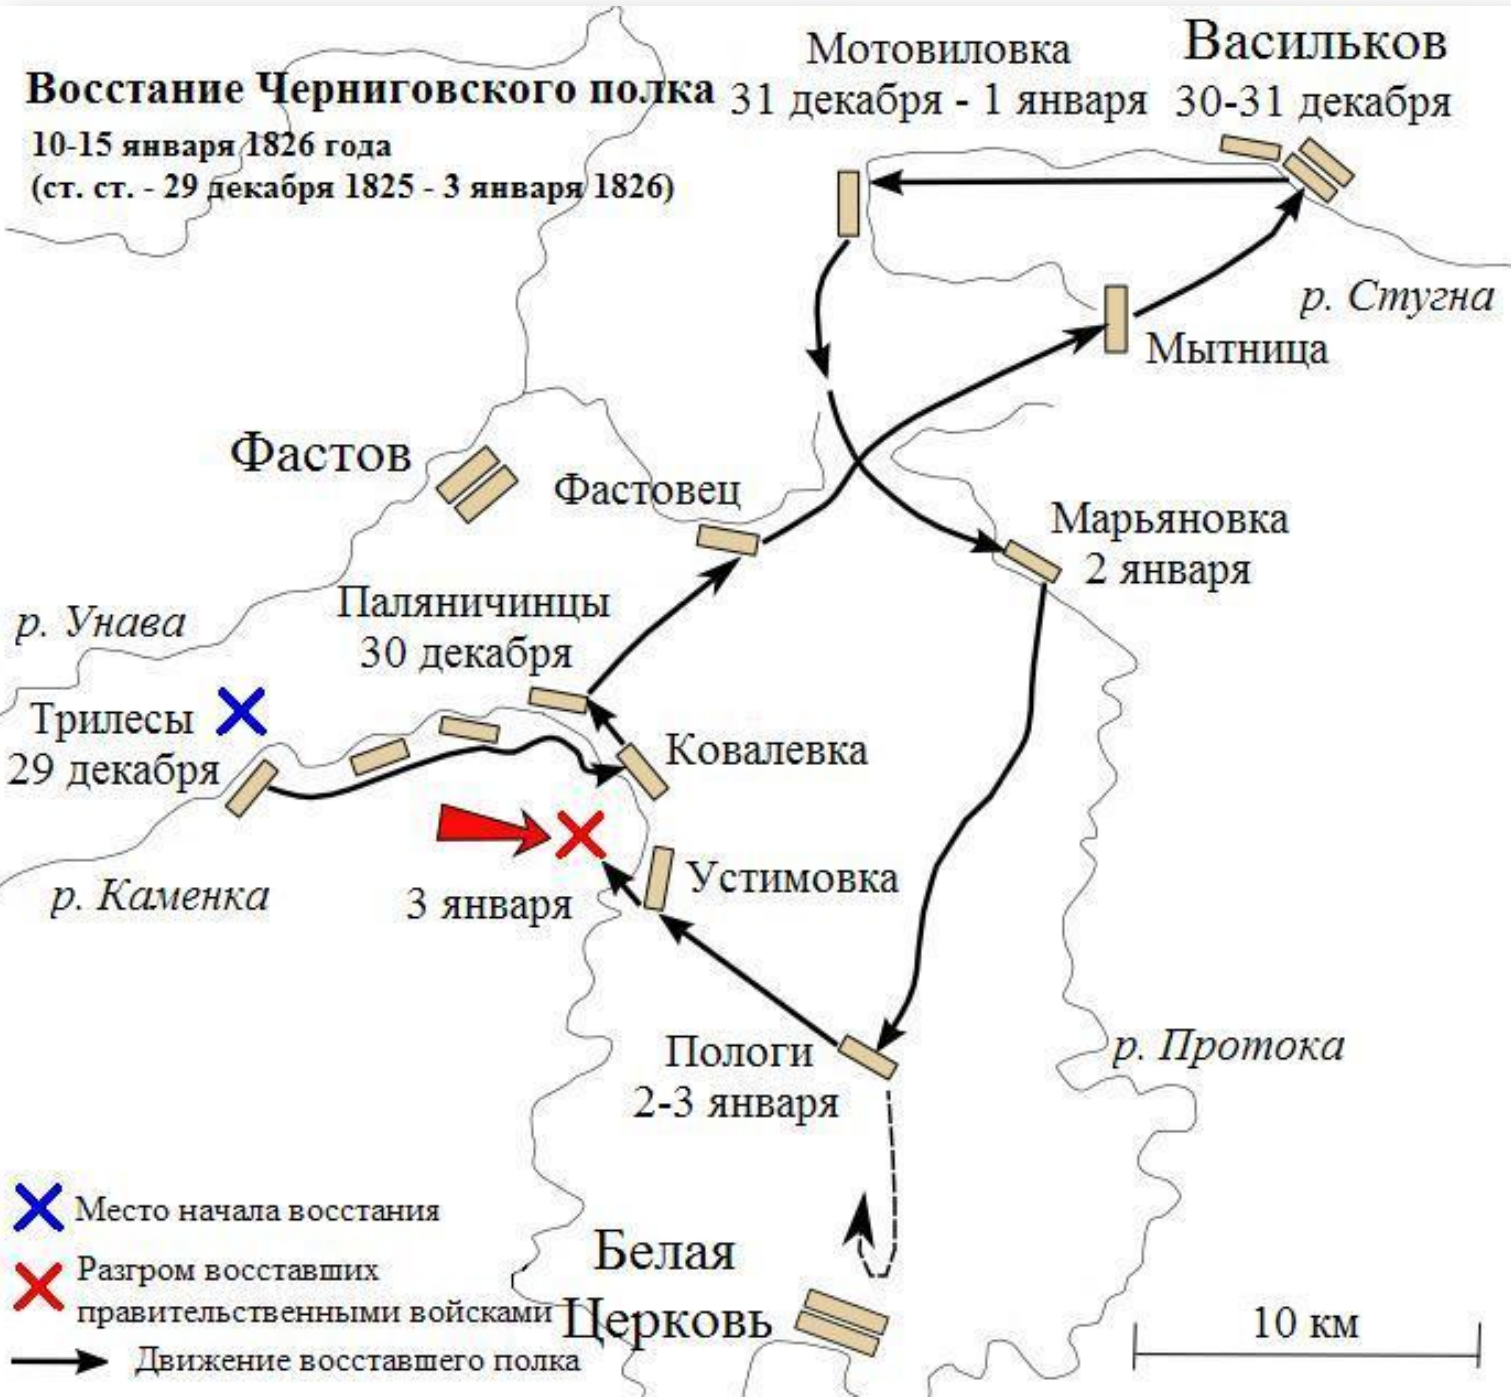 Восстание Черниговского полка
10-15 января 1826 года
(ст. ст. - 29 декабря 1825 - 3 января 1826)
Мотовиловка
31 декабря - 1 января
Васильков
30-31 декабря
р. Стугна
Мытница
Фастов
Фастовец
Марьяновка
2 января
Паляничинцы
30 декабря
р. Унава
Трилесы
29 декабря
Ковалевка
р. Каменка
3 января
Устимовка
Пологи
2-3 января
р. Протока
Белая
Церковь
Место начала восстания
Разгром восставших
правительственными войсками
Движение восставшего полка
10 км